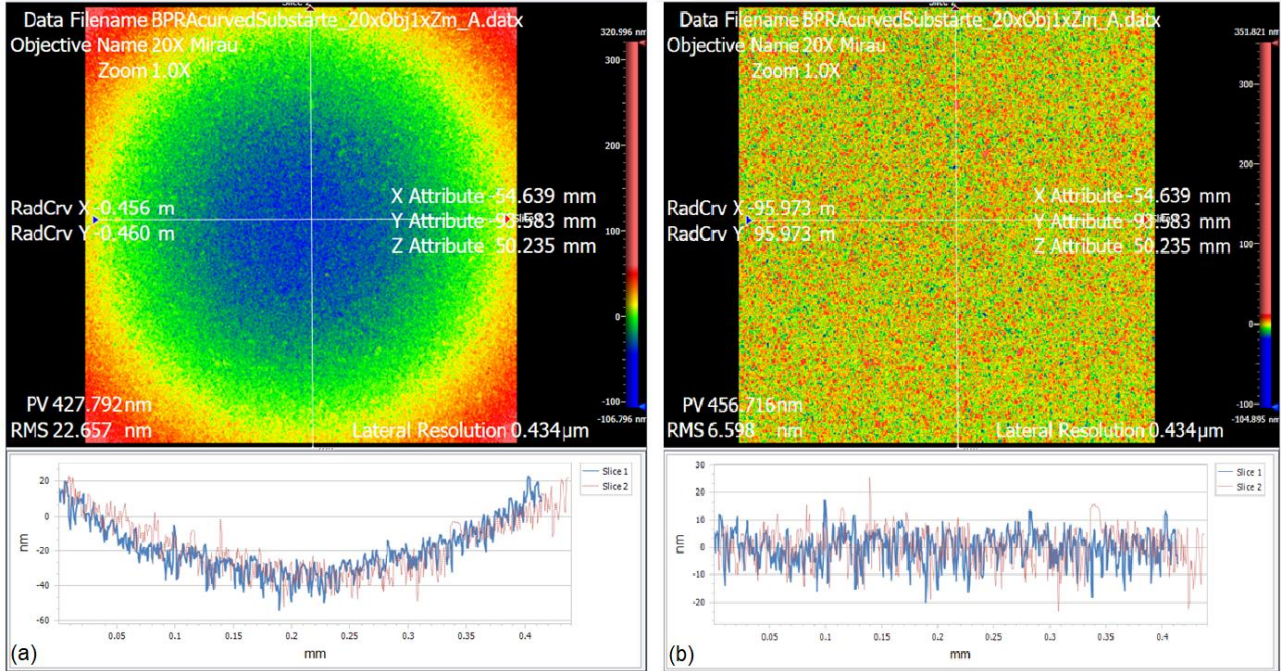 Slice 2
Data Filename BPRAcurvedSubstarte_20xObj1xZm_A.datx
Objective Name 20X Mirau
Zoom 1.0X
320.996 nm
300
200
100
0
-100
-106.796 nm
X Attribute -54.639 mm
RadCrv X -0.456 m
Y Attribute -93.583 mm
RadCrv Y -0.460 m
Z Attribute 50.235 mm
PV 427.792 nm
RMS 22.657 nm
Lateral Resolution 0.434 µm
20
0
-20
-40
-60
nm
Slice 1
Slice 2
0.05
0.1
0.15
0.2
0.25
0.3
0.35
0.4
mm
(a)
Data Filename BPRAcurvedSubstarte_20xObj1xZm_A.datx
Objective Name 20X Mirau
Zoom 1.0X
351.821 nm
300
200
100
0
-100
-104.895 nm
X Attribute -54.639 mm
RadCrv X -95.973 m
Y Attribute -93.583 mm
RadCrv Y -95.973 m
Z Attribute 50.235 mm
PV 456.716 nm
RMS 6.598 nm
Lateral Resolution 0.434 µm
30
20
10
0
-10
-20
nm
Slice 1
Slice 2
0.05
0.1
0.15
0.2
0.25
0.3
0.35
0.4
mm
(b)